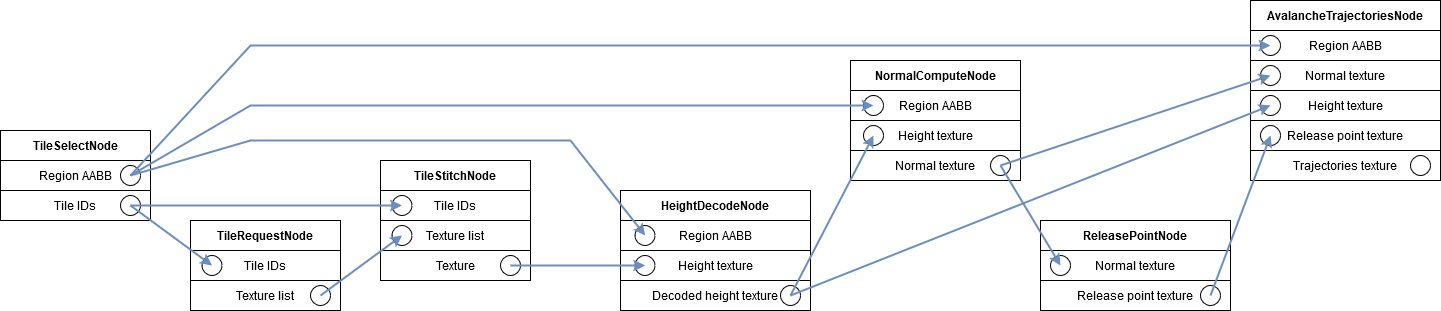 TileSelectNode
Region AABB
Tile IDs
TileRequestNode
Tile IDs
Texture list
TileStitchNode
Tile IDs
Texture list
Texture
HeightDecodeNode
Region AABB
Height texture
Decoded height texture
NormalComputeNode
Region AABB
Height texture
Normal texture
ReleasePointNode
Normal texture
Release point texture
AvalancheTrajectoriesNode
Region AABB
Normal texture
Height texture
Release point texture
Trajectories texture